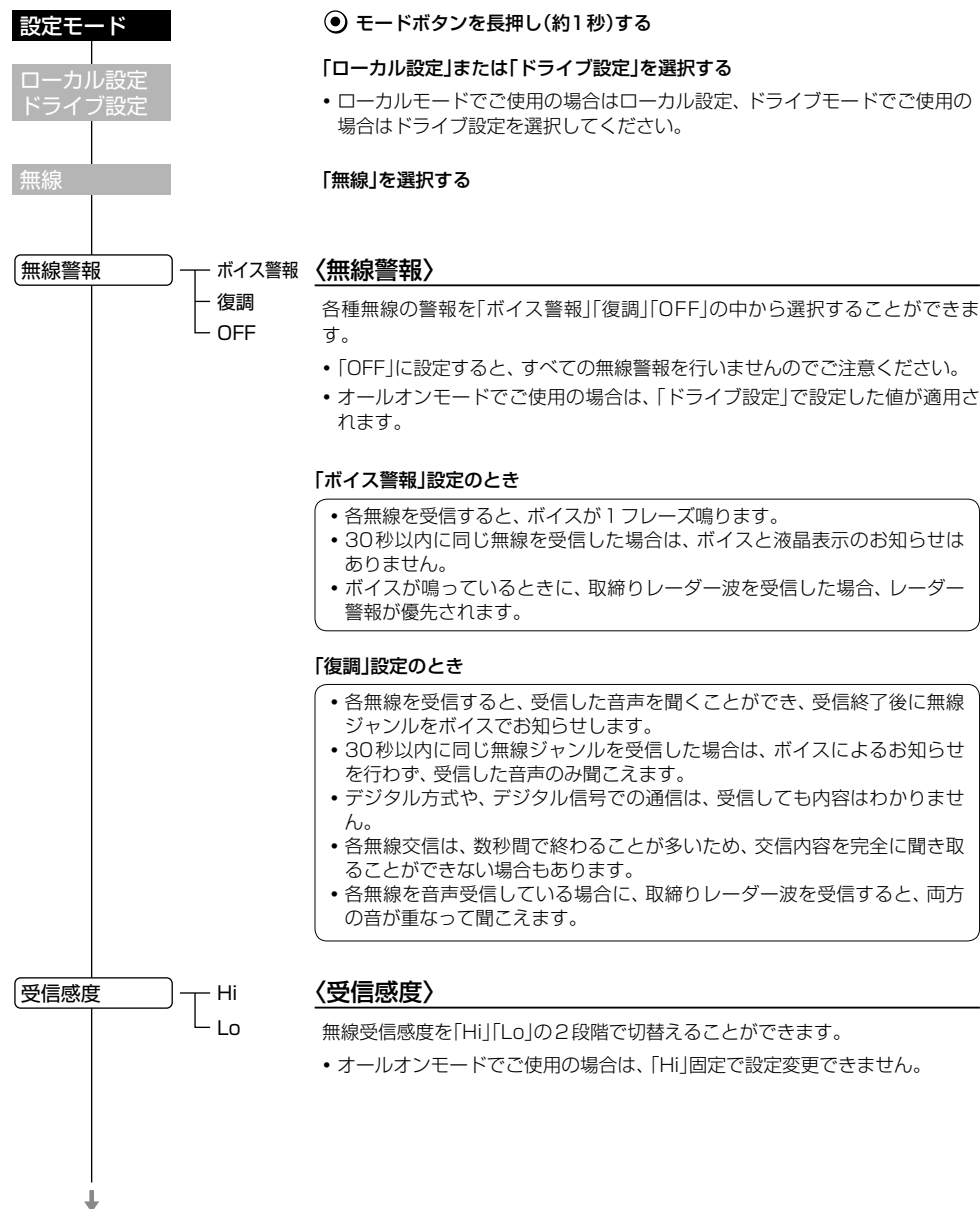 設定モード
モードボタンを長押し(約1秒)する
ローカル設定
ドライブ設定
「ローカル設定」または「ドライブ設定」を選択する
• ローカルモードでご使用の場合はローカル設定、ドライブモードでご使用の
場合はドライブ設定を選択してください。
無線
「無線」を選択する
無線警報
ボイス警報
復調
OFF
〈無線警報〉
各種無線の警報を「ボイス警報」「復調」「OFF」の中から選択することができま
す。
• 「OFF」に設定すると、すべての無線警報を行いませんのでご注意ください。
• オールオンモードでご使用の場合は、「ドライブ設定」で設定した値が適用さ
れます。
「ボイス警報」設定のとき
• 各無線を受信すると、ボイスが1フレーズ鳴ります。
• 30秒以内に同じ無線を受信した場合は、ボイスと液晶表示のお知らせは
ありません。
• ボイスが鳴っているときに、取締りレーダー波を受信した場合、レーダー
警報が優先されます。
「復調」設定のとき
• 各無線を受信すると、受信した音声を聞くことができ、受信終了後に無線
ジャンルをボイスでお知らせします。
• 30秒以内に同じ無線ジャンルを受信した場合は、ボイスによるお知らせ
を行わず、受信した音声のみ聞こえます。
• デジタル方式や、デジタル信号での通信は、受信しても内容はわかりませ
ん。
• 各無線交信は、数秒間で終わることが多いため、交信内容を完全に聞き取
ることができない場合もあります。
• 各無線を音声受信している場合に、取締りレーダー波を受信すると、両方
の音が重なって聞こえます。
受信感度
Hi
Lo
〈受信感度〉
無線受信感度を「Hi」「Lo」の2段階で切替えることができます。
• オールオンモードでご使用の場合は、「Hi」固定で設定変更できません。